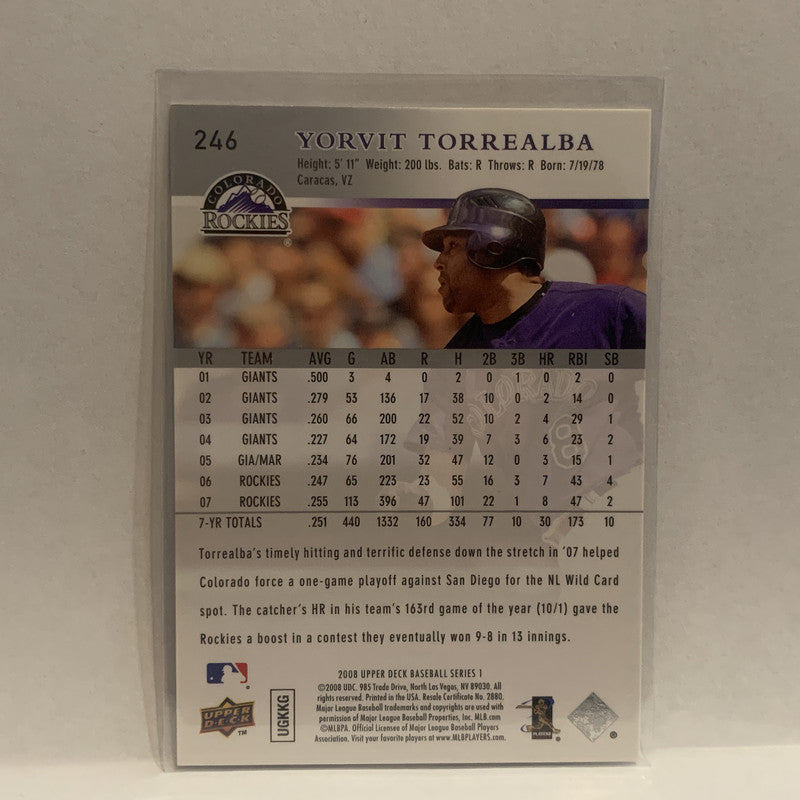 246
YORVIT TORREALBA
Height: 5' 11" Weight: 200 lbs. Bats: R Throws: R Born: 7/19/78
Caracas, VZ
COLORADO
ROCKIES
YR TEAM AVG G AB R H 2B 3B HR RBI SB
01 GIANTS .500 3 4 0 2 0 0 0 2 0
02 GIANTS .279 53 136 17 38 10 0 2 14 0
03 GIANTS .260 66 200 22 52 10 2 4 29 1
04 GIANTS .227 64 172 19 39 7 3 6 23 2
05 GIA/MAR .234 76 201 32 47 12 0 3 15 1
06 ROCKIES .247 65 223 23 55 16 3 7 43 4
07 ROCKIES .255 113 396 47 101 22 1 8 47 2
7-YR TOTALS .251 440 1332 160 334 77 10 30 173 10
Torrealba's timely hitting and terrific defense down the stretch in '07 helped
Colorado force a one-game playoff against San Diego for the NL Wild Card
spot. The catcher's HR in his team's 163rd game of the year (10/1) gave the
Rockies a boost in a contest they eventually won 9-8 in 13 innings.
2008 UPPER DECK BASEBALL SERIES 1
©2008 UDC. 985 Trade Drive, North Las Vegas, NV 89030. All
rights reserved. Printed in the USA. Resale Certificate No. 2880.
Major League Baseball trademarks and copyrights are used with
permission of Major League Baseball Properties, Inc. MLB.com
©MLBPA. Official Licensee of Major League Baseball Players
Association. Visit your favorite players at www.MLBPLAYERS.com.
UPPER
DECK
TM
UGKKG
PLAYERS